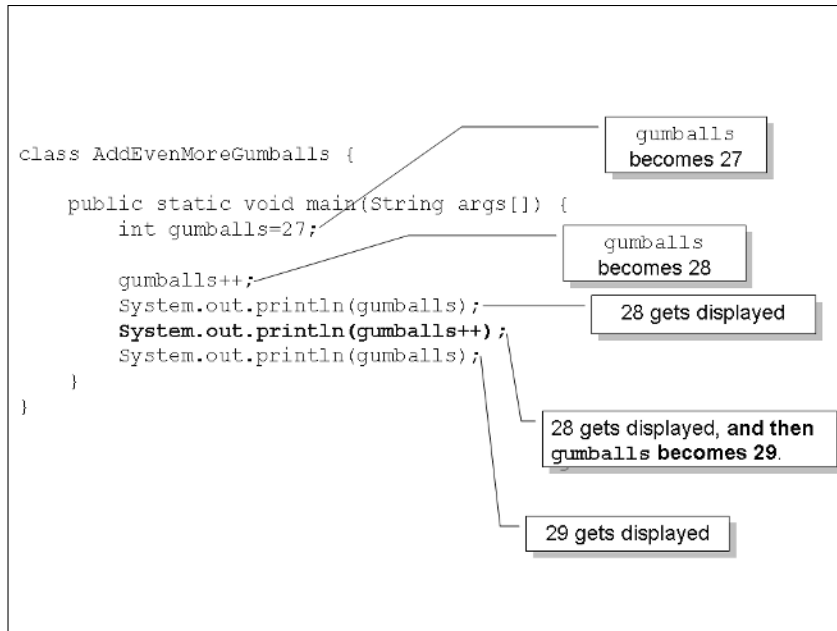 class AddEvenMoreGumballs {
public static void main(String args[]) {
int gumballs=27;
gumballs++;
System.out.println(gumballs);
System.out.println(gumballs++);
System.out.println(gumballs);
}
}
gumballs
becomes 27
gumballs
becomes 28
28 gets displayed
28 gets displayed, and then
gumballs becomes 29.
29 gets displayed